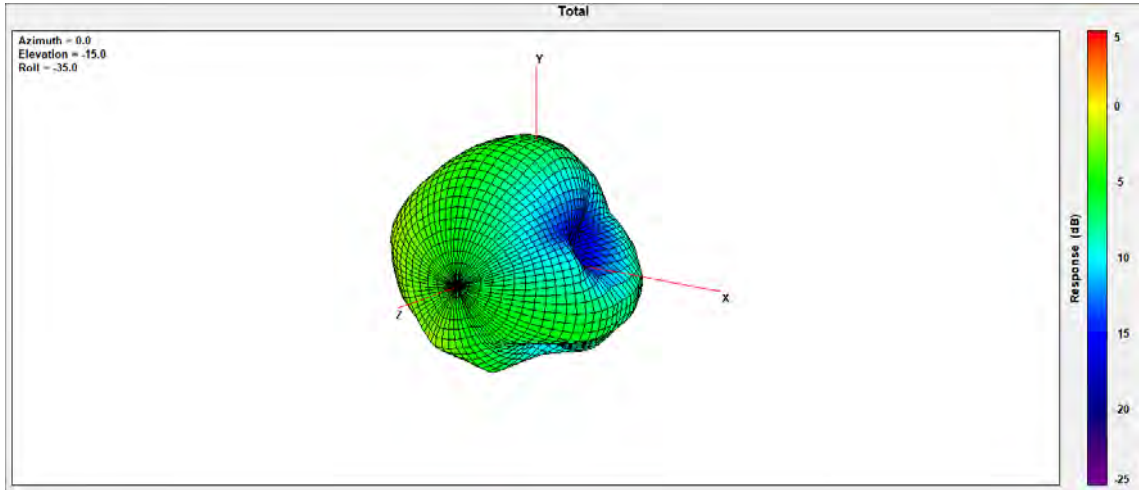 Total
Azimuth = 0.0
Elevation = -15.0
Roll = -35.0
Y
X
Z
5
0
-5
10
15
-20
-25
Response (dB)